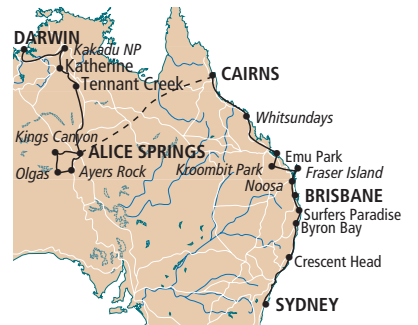 DARWIN
Kakadu NP
Katherine
Tennant Creek
CAIRNS
Whitsundays
Kings Canyon
ALICE SPRINGS
Emu Park
Olgas
Ayers Rock
Kroombit Park
Fraser Island
Noosa
BRISBANE
Surfers Paradise
Byron Bay
Crescent Head
SYDNEY